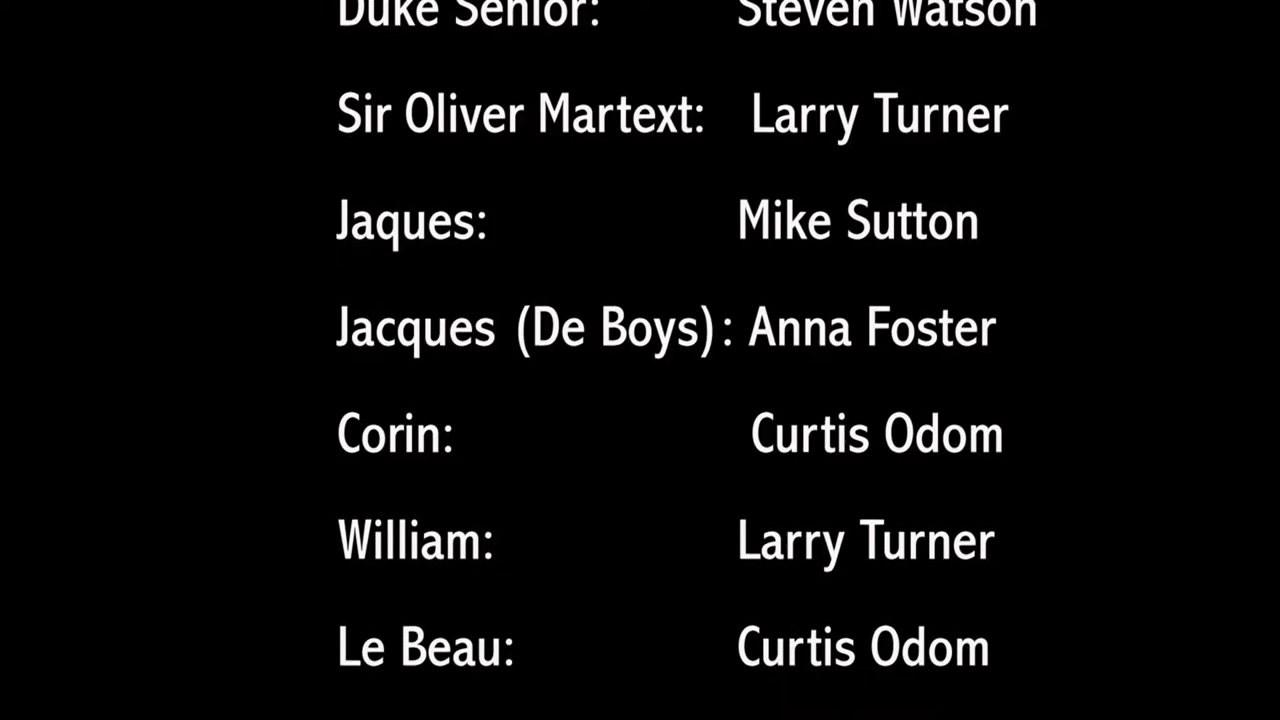 Duke Senior: Steven Watson
Sir Oliver Martext: Larry Turner
Jaques: Mike Sutton
Jacques (De Boys): Anna Foster
Corin: Curtis Odom
William: Larry Turner
Le Beau: Curtis Odom